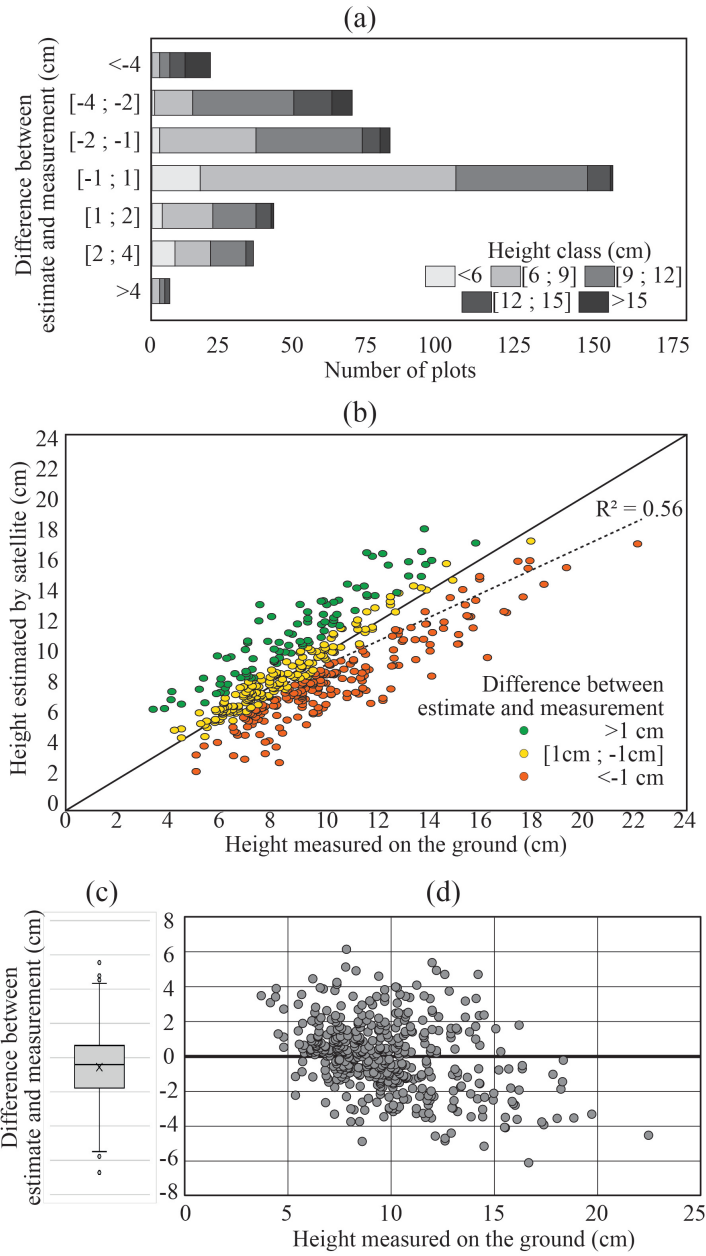 (a)
Difference between
estimate and measurement (cm)
<-4
[-4 ; -2]
[-2 ; -1]
[-1 ; 1]
[1 ; 2]
[2 ; 4]
>4
Height class (cm)
<6 [6 ; 9] [9 ; 12]
[12 ; 15] >15
0 25 50 75 100 125 150 175
Number of plots
(b)
Height estimated by satellite (cm)
24
22
20
18
16
14
12
10
8
6
4
2
0
R² = 0.56
Difference between
estimate and measurement
>1 cm
[1cm ; -1cm]
<-1 cm
0 2 4 6 8 10 12 14 16 18 20 22 24
Height measured on the ground (cm)
(c) (d)
Difference between
estimate and measurement (cm)
8
6
4
2
0
-2
-4
-6
-8
0 5 10 15 20 25
Height measured on the ground (cm)